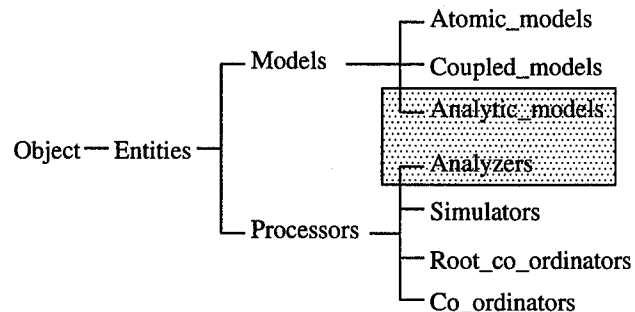 Atomic_models
Models
Coupled_models
Analytic_models
Object
Entities
Analyzers
Simulators
Processors
Root_co_ordinators
Co_ordinators